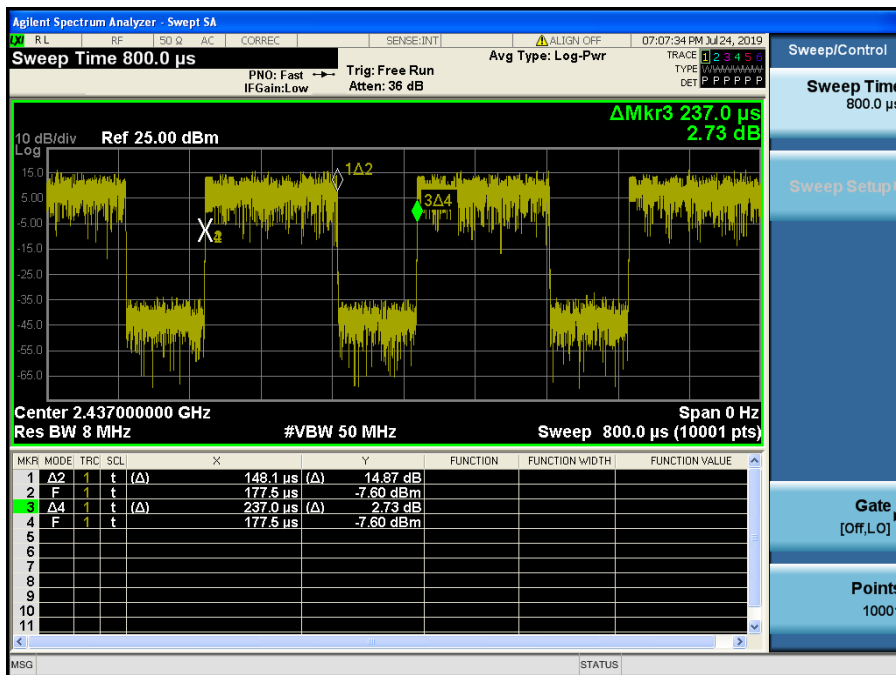 Agilent Spectrum Analyzer - Swept SA
LXI R L RF 50 Ω AC CORREC SENSE:INT ALIGN OFF 07:07:34 PM Jul 24, 2019
Sweep Time 800.0 µs
PNO: Fast
IFGain:Low
Trig: Free Run
Atten: 36 dB
Avg Type: Log-Pwr
TRACE 1 2 3 4 5 6
TYPE WWWWWW
DET P P P P P P
ΔMkr3 237.0 µs
2.73 dB
10 dB/div
Log
Ref 25.00 dBm
15.0
5.00
-5.00
-15.0
-25.0
-35.0
-45.0
-55.0
-65.0
1Δ2
3Δ4
Center 2.437000000 GHz
Span 0 Hz
Res BW 8 MHz
#VBW 50 MHz
Sweep 800.0 µs (10001 pts)
MKR MODE TRC SCL X Y FUNCTION FUNCTION WIDTH FUNCTION VALUE
1 Δ2 1 t (Δ) 148.1 µs (Δ) 14.87 dB
2 F 1 t 177.5 µs -7.60 dBm
3 Δ4 1 t (Δ) 237.0 µs (Δ) 2.73 dB
4 F 1 t 177.5 µs -7.60 dBm
5
6
7
8
9
10
11
MSG
STATUS
Sweep/Control
Sweep Time
800.0 µs
Sweep Setup
Gate
[Off,LO]
Points
1000